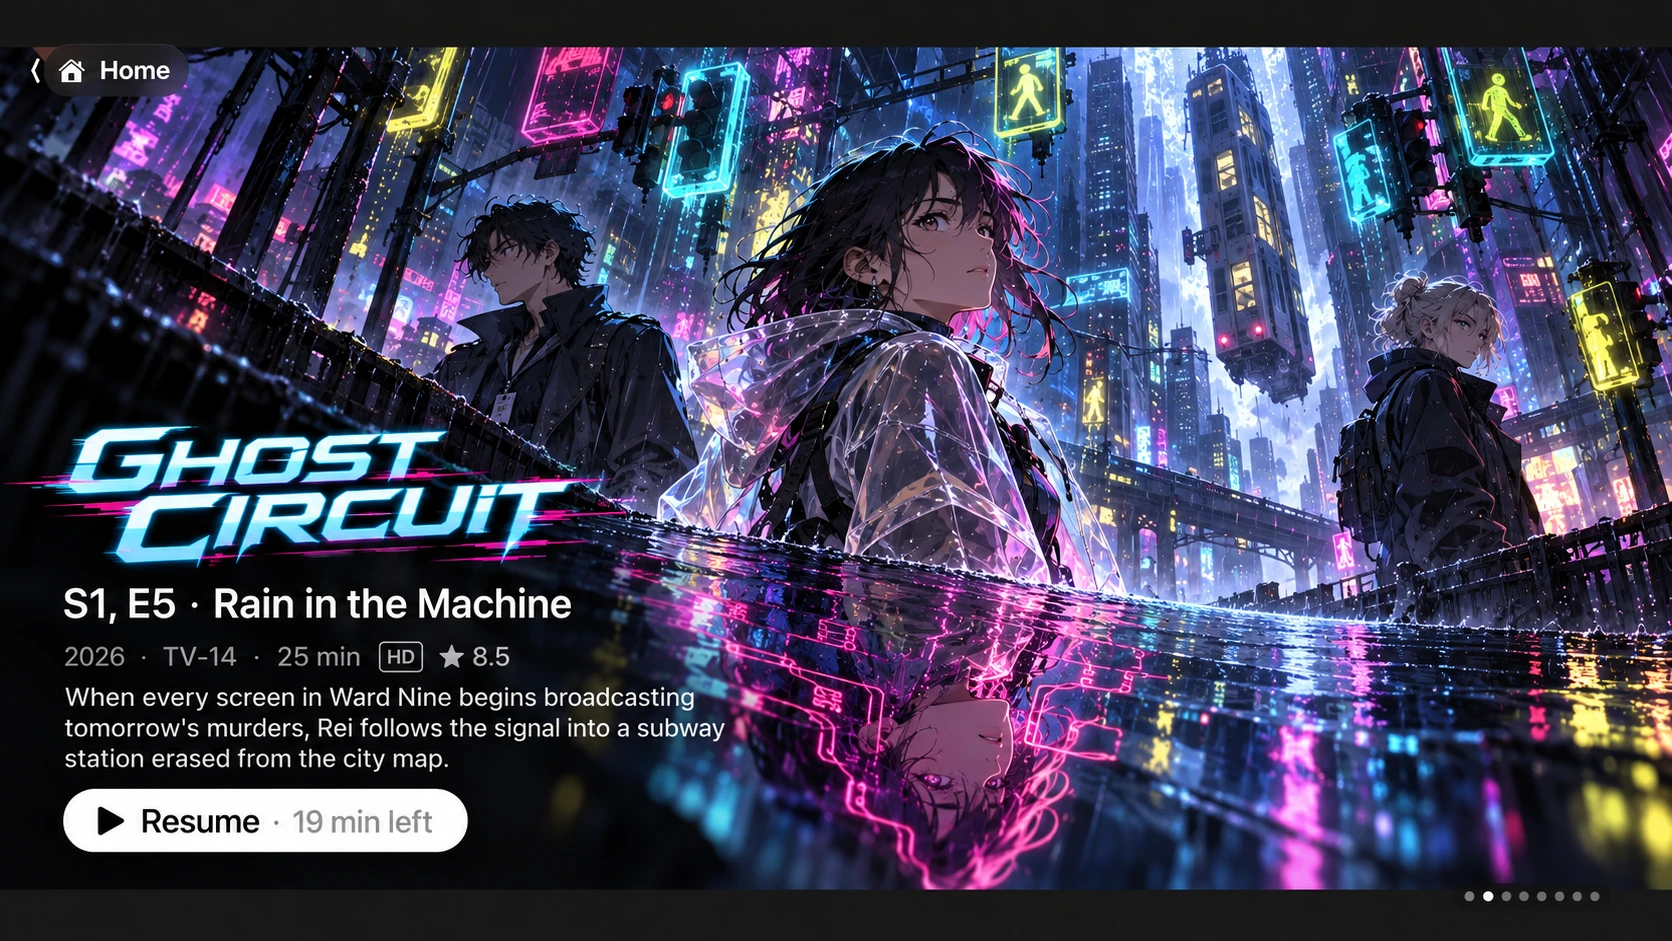 Home
GHOST
CIRCUIT
S1, E5 · Rain in the Machine
2026 · TV-14 · 25 min HD ★ 8.5
When every screen in Ward Nine begins broadcasting
tomorrow's murders, Rei follows the signal into a subway
station erased from the city map.
Resume · 19 min left